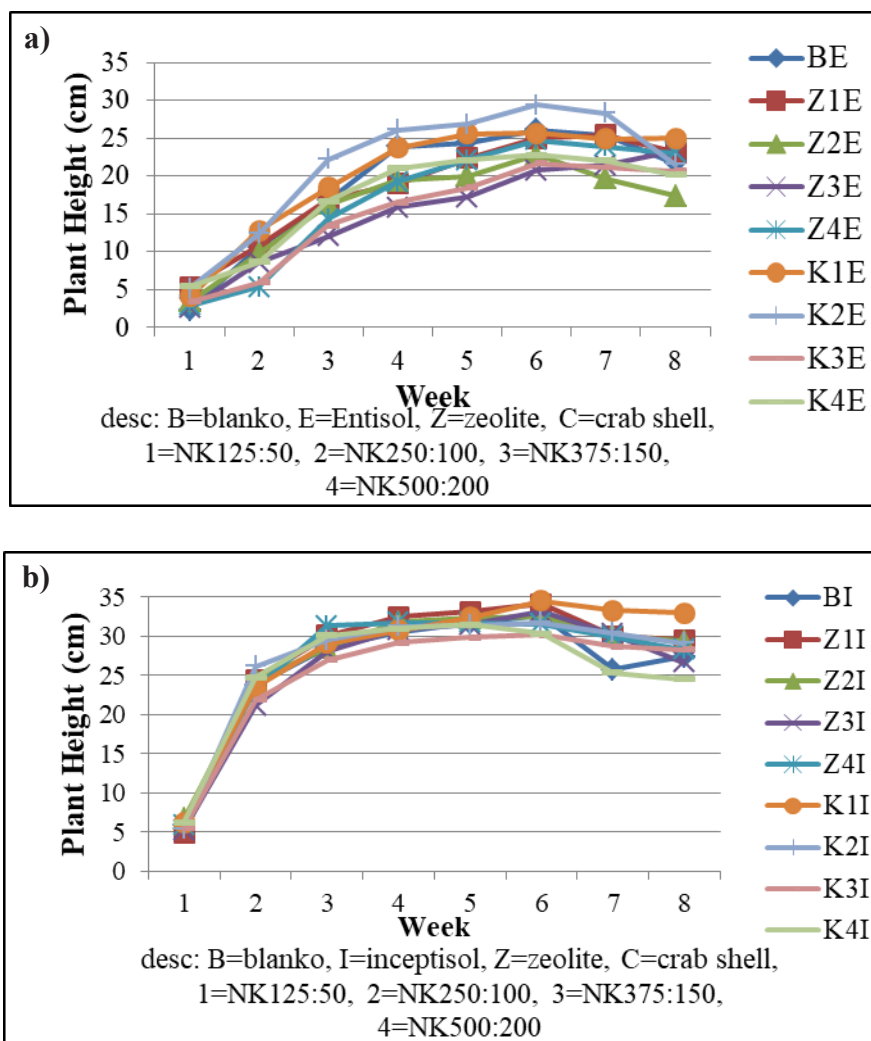 a)
35
30
25
20
15
10
5
0
Plant Height (cm)
1 2 3 4 5 6 7 8
Week
BE
Z1E
Z2E
Z3E
Z4E
K1E
K2E
K3E
K4E
desc: B=blanko, E=Entisol, Z=zeolite, C=crab shell,
1=NK125:50, 2=NK250:100, 3=NK375:150,
4=NK500:200
b)
35
30
25
20
15
10
5
0
Plant Height (cm)
1 2 3 4 5 6 7 8
Week
BI
Z1I
Z2I
Z3I
Z4I
K1I
K2I
K3I
K4I
desc: B=blanko, I=inceptisol, Z=zeolite, C=crab shell,
1=NK125:50, 2=NK250:100, 3=NK375:150,
4=NK500:200